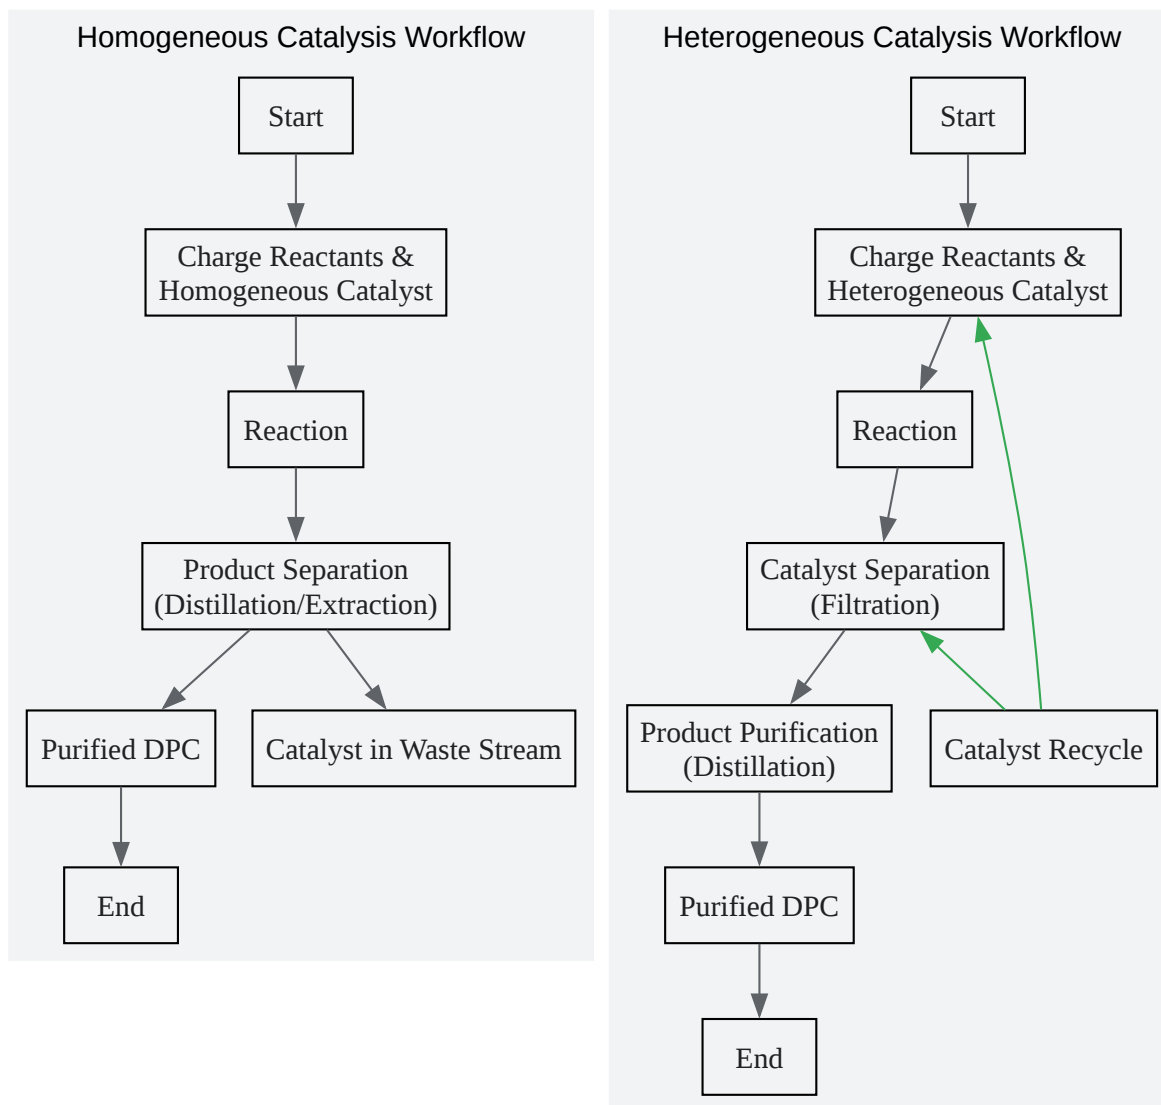 Homogeneous Catalysis Workflow
Start
Charge Reactants &
Homogeneous Catalyst
Reaction
Product Separation
(Distillation/Extraction)
Purified DPC
Catalyst in Waste Stream
End
Heterogeneous Catalysis Workflow
Start
Charge Reactants &
Heterogeneous Catalyst
Reaction
Catalyst Separation
(Filtration)
Product Purification
(Distillation)
Catalyst Recycle
Purified DPC
End